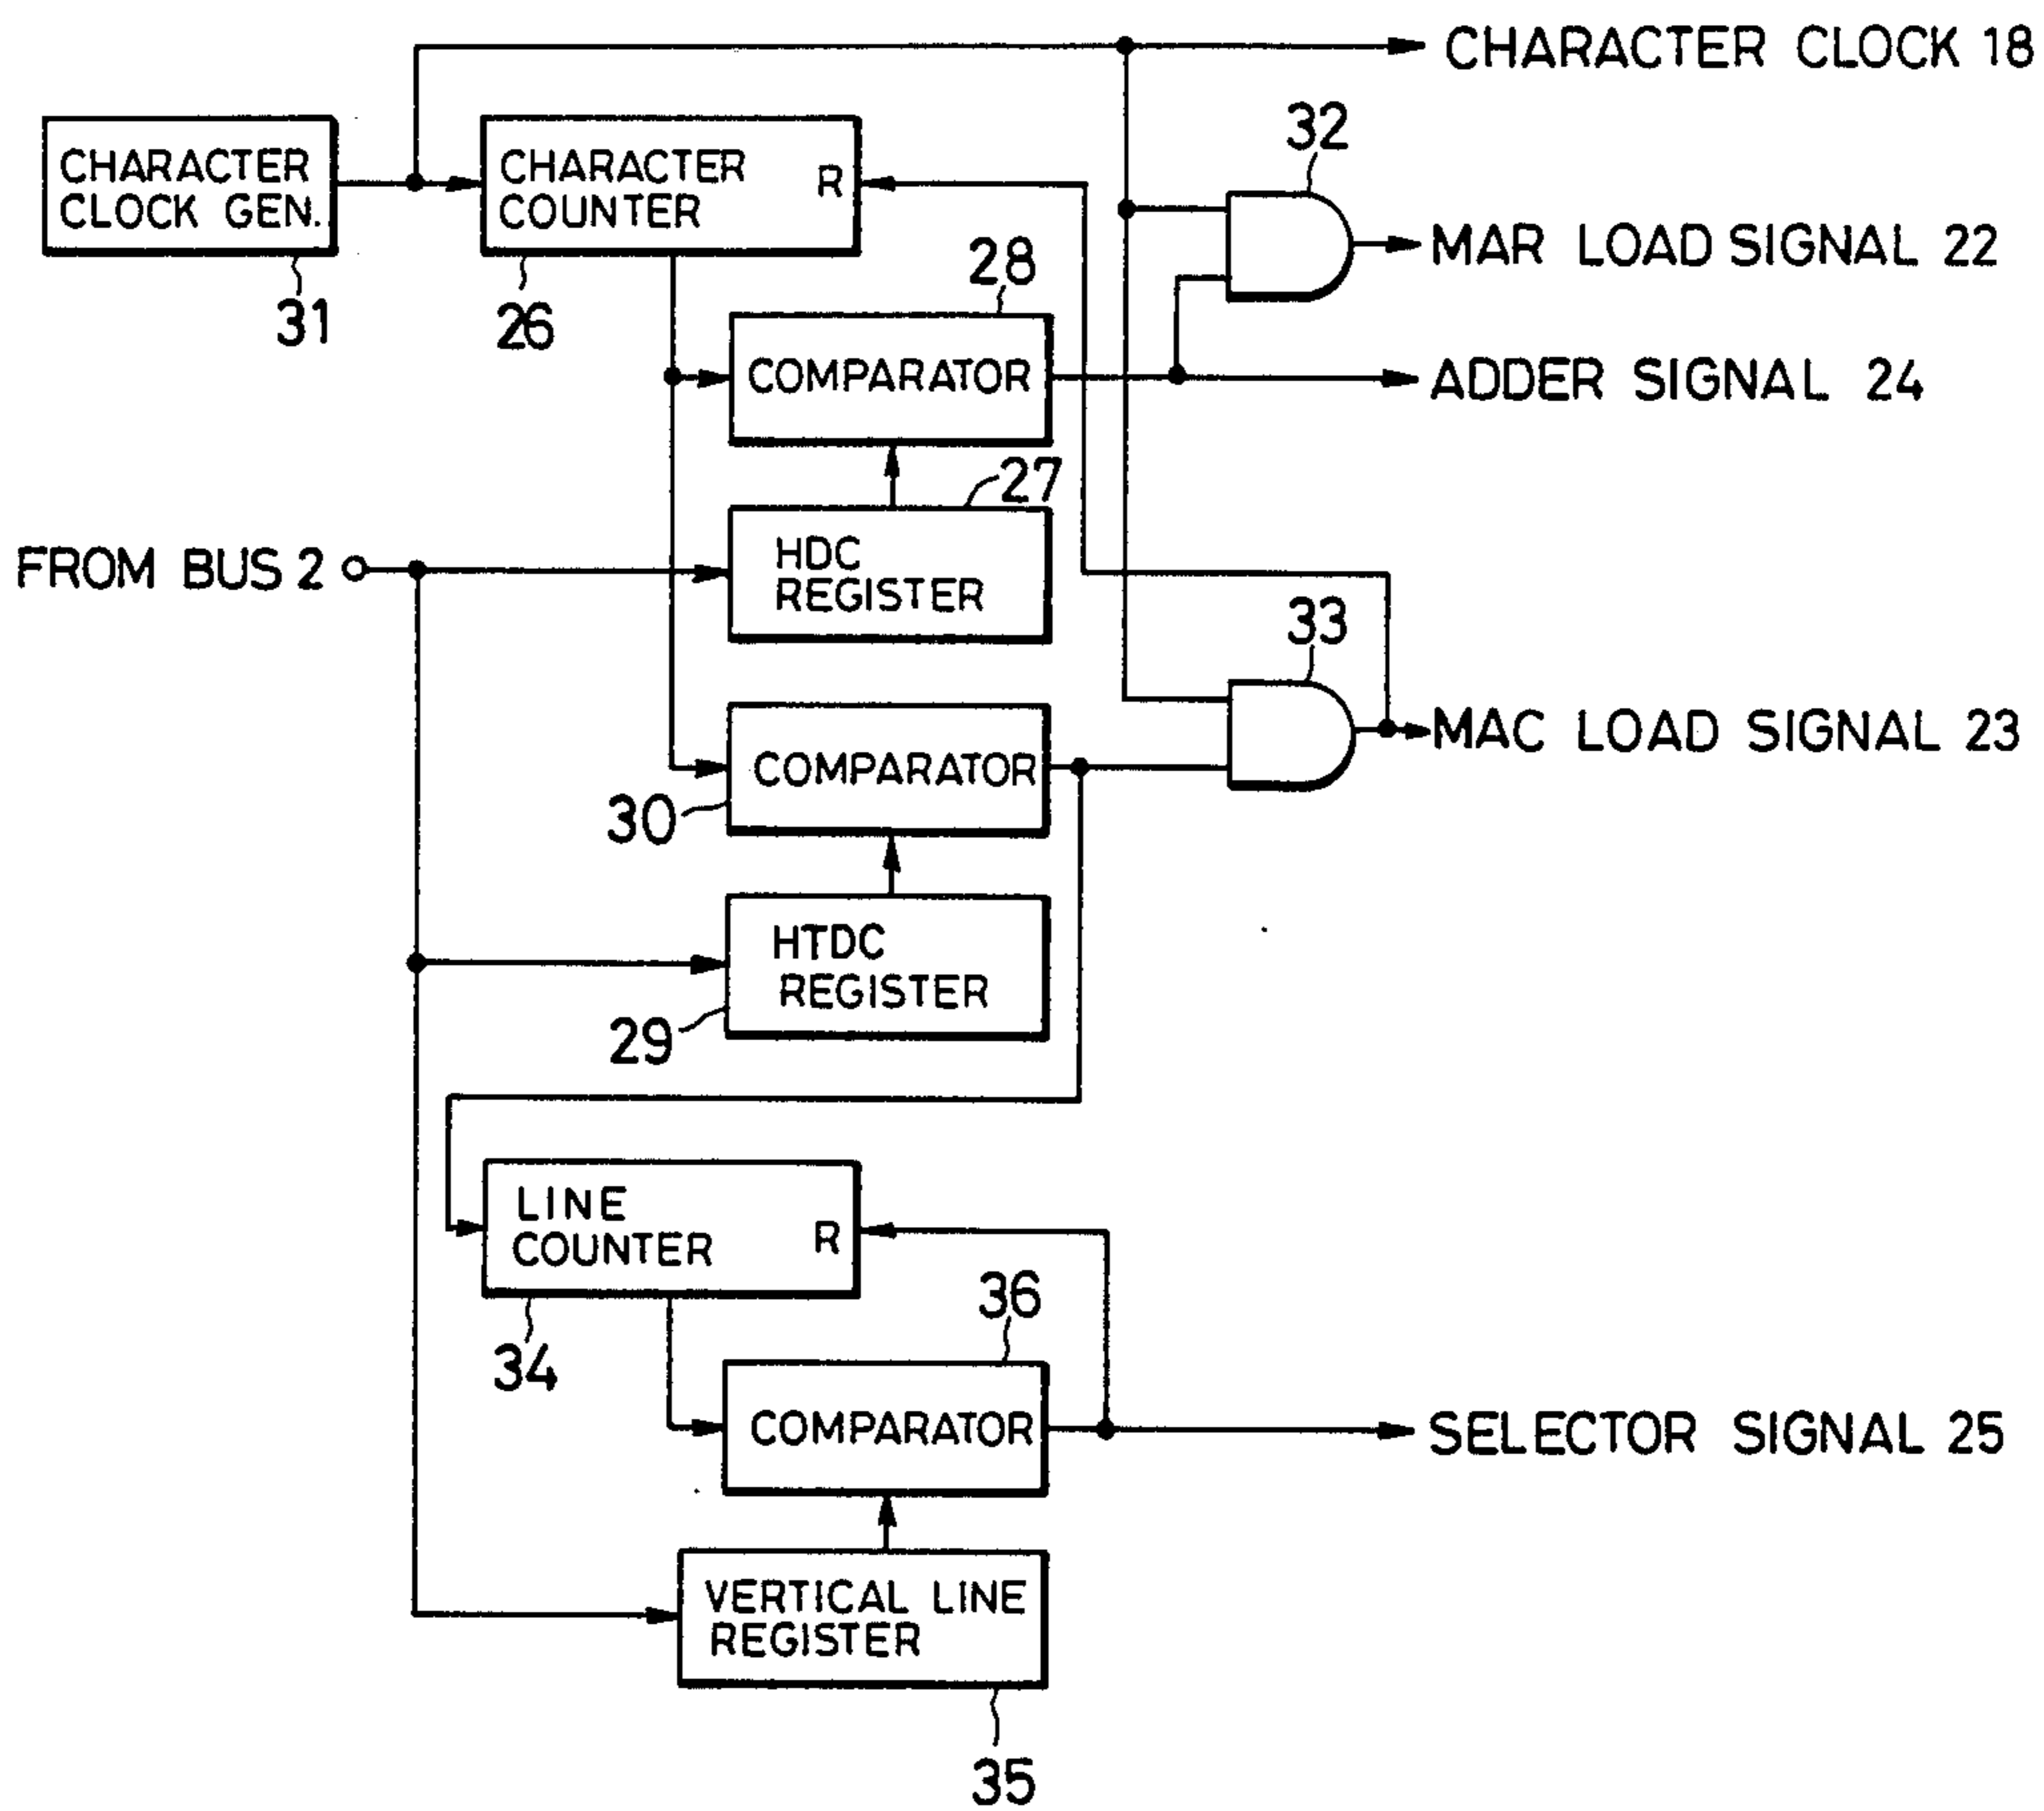 CHARACTER CLOCK 18
CHARACTER
CLOCK GEN.
31
CHARACTER
COUNTER
R
26
32
MAR LOAD SIGNAL 22
28
COMPARATOR
ADDER SIGNAL 24
27
FROM BUS 2
HDC
REGISTER
33
COMPARATOR
30
MAC LOAD SIGNAL 23
HTDC
REGISTER
29
LINE
COUNTER
R
34
36
COMPARATOR
SELECTOR SIGNAL 25
VERTICAL LINE
REGISTER
35